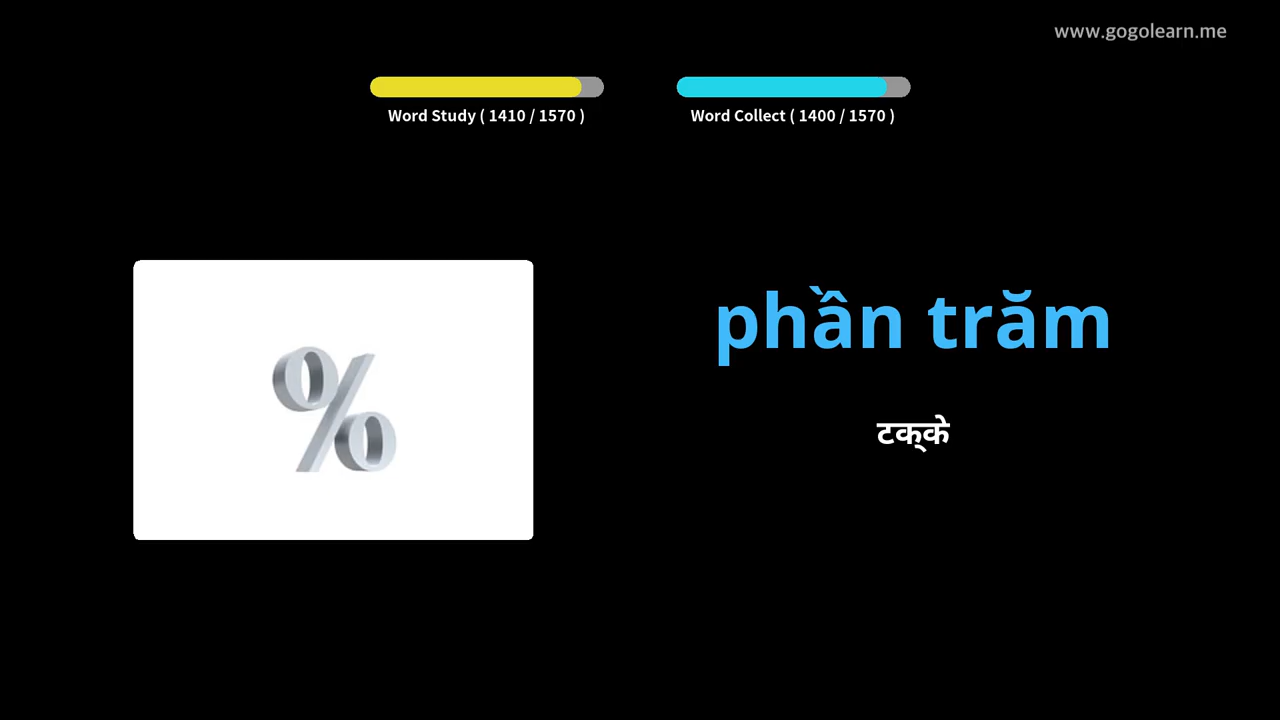 www.gogolearn.me
Word Study ( 1410 / 1570 )
Word Collect ( 1400 / 1570 )
%
phần trăm
टक्के